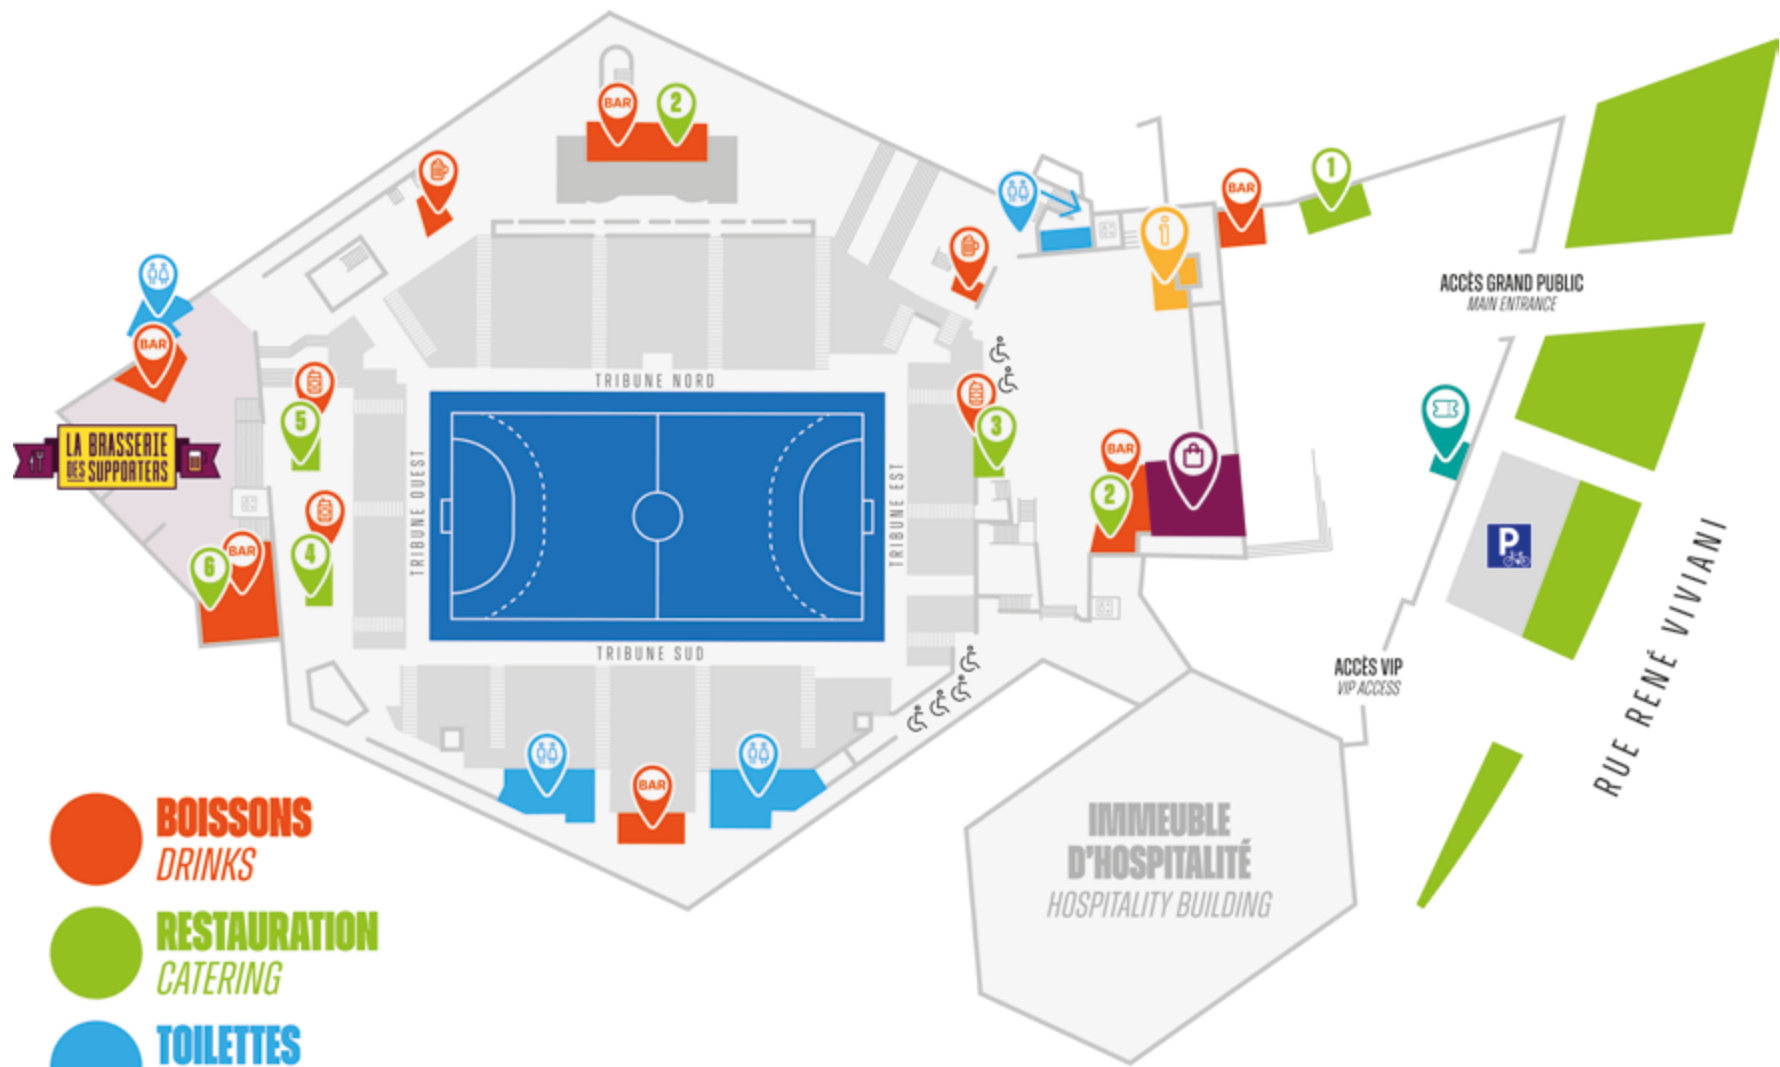 BAR
2
BAR
1
i
ACCÈS GRAND PUBLIC
MAIN ENTRANCE
BAR
TRIBUNE NORD
5
3
LA BRASSERIE
DES SUPPORTERS
TRIBUNE OUEST
TRIBUNE EST
BAR
2
P
4
6
BAR
RUE RENÉ VIVIANI
TRIBUNE SUD
ACCÈS VIP
VIP ACCESS
BAR
IMMEUBLE
D'HOSPITALITÉ
HOSPITALITY BUILDING
BOISSONS
DRINKS
RESTAURATION
CATERING
TOILETTES